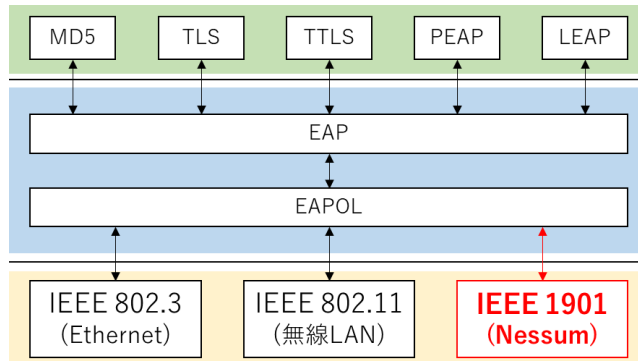 MD5
TLS
TTLS
PEAP
LEAP
EAP
EAPOL
IEEE 802.3
(Ethernet)
IEEE 802.11
(無線LAN)
IEEE 1901
(Nessum)